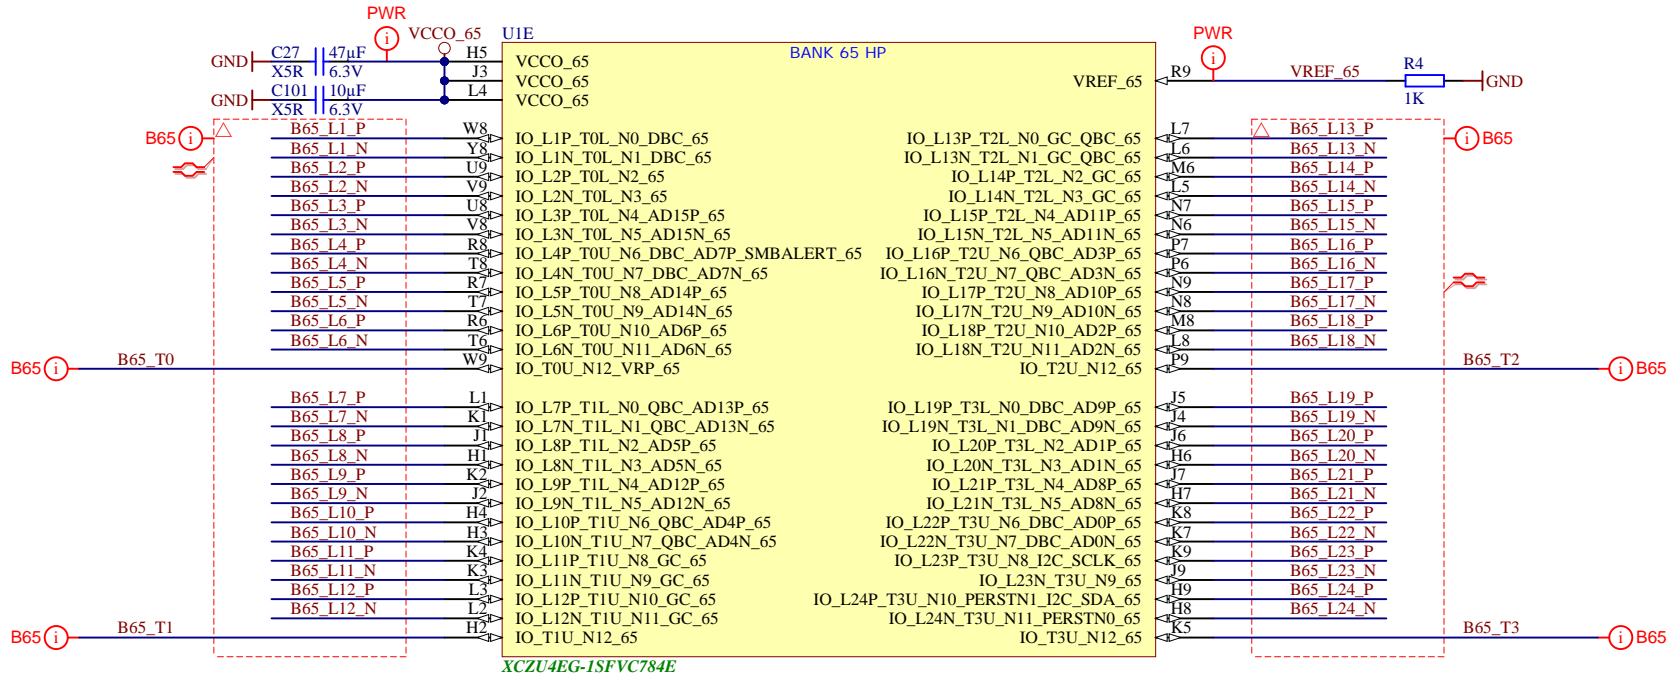 PWR
VCCO_65
U1E
BANK 65 HP
PWR
GND C27 47µF H5 VCCO_65
X5R 6.3V J3 VCCO_65
GND C101 10µF L4 VCCO_65
X5R 6.3V
VREF_65 R9 VREF_65 R4 GND
1K
B65 i B65_L1_P W8 IO_L1P_T0L_N0_DBC_65 IO_L13P_T2L_N0_GC_QBC_65 L7 B65_L13_P i B65
B65_L1_N Y8 IO_L1N_T0L_N1_DBC_65 IO_L13N_T2L_N1_GC_QBC_65 L6 B65_L13_N
B65_L2_P U9 IO_L2P_T0L_N2_65 IO_L14P_T2L_N2_GC_65 M6 B65_L14_P
B65_L2_N V9 IO_L2N_T0L_N3_65 IO_L14N_T2L_N3_GC_65 L5 B65_L14_N
B65_L3_P U8 IO_L3P_T0L_N4_AD15P_65 IO_L15P_T2L_N4_AD11P_65 N7 B65_L15_P
B65_L3_N V8 IO_L3N_T0L_N5_AD15N_65 IO_L15N_T2L_N5_AD11N_65 N6 B65_L15_N
B65_L4_P R8 IO_L4P_T0U_N6_DBC_AD7P_SMBALERT_65 IO_L16P_T2U_N6_QBC_AD3P_65 P7 B65_L16_P
B65_L4_N T8 IO_L4N_T0U_N7_DBC_AD7N_65 IO_L16N_T2U_N7_QBC_AD3N_65 P6 B65_L16_N
B65_L5_P R7 IO_L5P_T0U_N8_AD14P_65 IO_L17P_T2U_N8_AD10P_65 N9 B65_L17_P
B65_L5_N T7 IO_L5N_T0U_N9_AD14N_65 IO_L17N_T2U_N9_AD10N_65 N8 B65_L17_N
B65_L6_P R6 IO_L6P_T0U_N10_AD6P_65 IO_L18P_T2U_N10_AD2P_65 M8 B65_L18_P
B65_L6_N T6 IO_L6N_T0U_N11_AD6N_65 IO_L18N_T2U_N11_AD2N_65 L8 B65_L18_N
B65 i B65_T0 W9 IO_T0U_N12_VRP_65 IO_T2U_N12_65 P9 B65_T2 i B65
B65_L7_P L1 IO_L7P_T1L_N0_QBC_AD13P_65 IO_L19P_T3L_N0_DBC_AD9P_65 J5 B65_L19_P
B65_L7_N K1 IO_L7N_T1L_N1_QBC_AD13N_65 IO_L19N_T3L_N1_DBC_AD9N_65 J4 B65_L19_N
B65_L8_P J1 IO_L8P_T1L_N2_AD5P_65 IO_L20P_T3L_N2_AD1P_65 J6 B65_L20_P
B65_L8_N H1 IO_L8N_T1L_N3_AD5N_65 IO_L20N_T3L_N3_AD1N_65 H6 B65_L20_N
B65_L9_P K2 IO_L9P_T1L_N4_AD12P_65 IO_L21P_T3L_N4_AD8P_65 J7 B65_L21_P
B65_L9_N J2 IO_L9N_T1L_N5_AD12N_65 IO_L21N_T3L_N5_AD8N_65 H7 B65_L21_N
B65_L10_P H4 IO_L10P_T1U_N6_QBC_AD4P_65 IO_L22P_T3U_N6_DBC_AD0P_65 K8 B65_L22_P
B65_L10_N H3 IO_L10N_T1U_N7_QBC_AD4N_65 IO_L22N_T3U_N7_DBC_AD0N_65 K7 B65_L22_N
B65_L11_P K4 IO_L11P_T1U_N8_GC_65 IO_L23P_T3U_N8_I2C_SCLK_65 K9 B65_L23_P
B65_L11_N K3 IO_L11N_T1U_N9_GC_65 IO_L23N_T3U_N9_65 J9 B65_L23_N
B65_L12_P L3 IO_L12P_T1U_N10_GC_65 IO_L24P_T3U_N10_PERSTN1_I2C_SDA_65 H9 B65_L24_P
B65_L12_N L2 IO_L12N_T1U_N11_GC_65 IO_L24N_T3U_N11_PERSTN0_65 H8 B65_L24_N
B65 i B65_T1 H2 IO_T1U_N12_65 IO_T3U_N12_65 K5 B65_T3 i B65
XCZU4EG-1SFVC784E